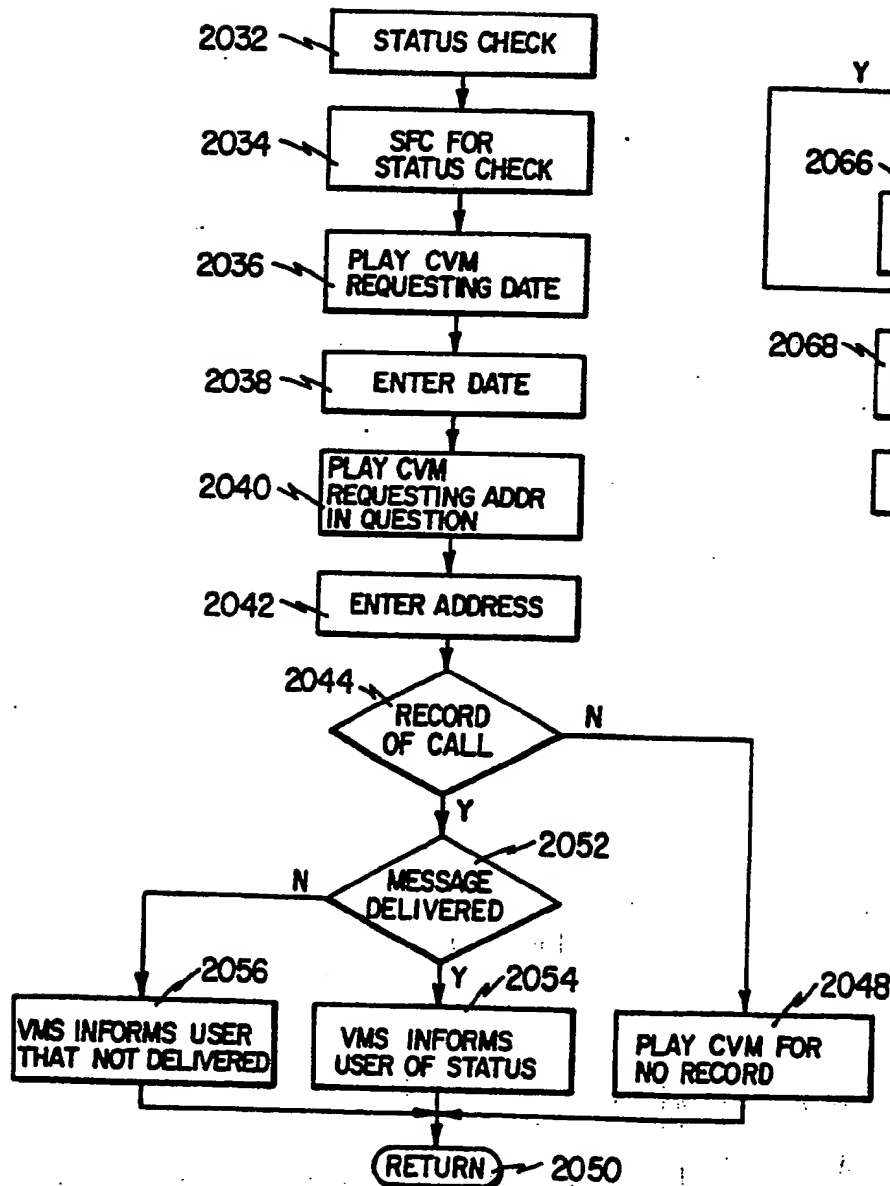 2032
STATUS CHECK
2034
SFC FOR
STATUS CHECK
2036
PLAY CVM
REQUESTING DATE
2038
ENTER DATE
2040
PLAY CVM
REQUESTING ADDR
IN QUESTION
2042
ENTER ADDRESS
2044
RECORD
OF CALL
N
Y
2052
MESSAGE
DELIVERED
N
Y
2056
VMS INFORMS USER
THAT NOT DELIVERED
2054
VMS INFORMS
USER OF STATUS
2048
PLAY CVM FOR
NO RECORD
RETURN
2050
Y
2066
2068